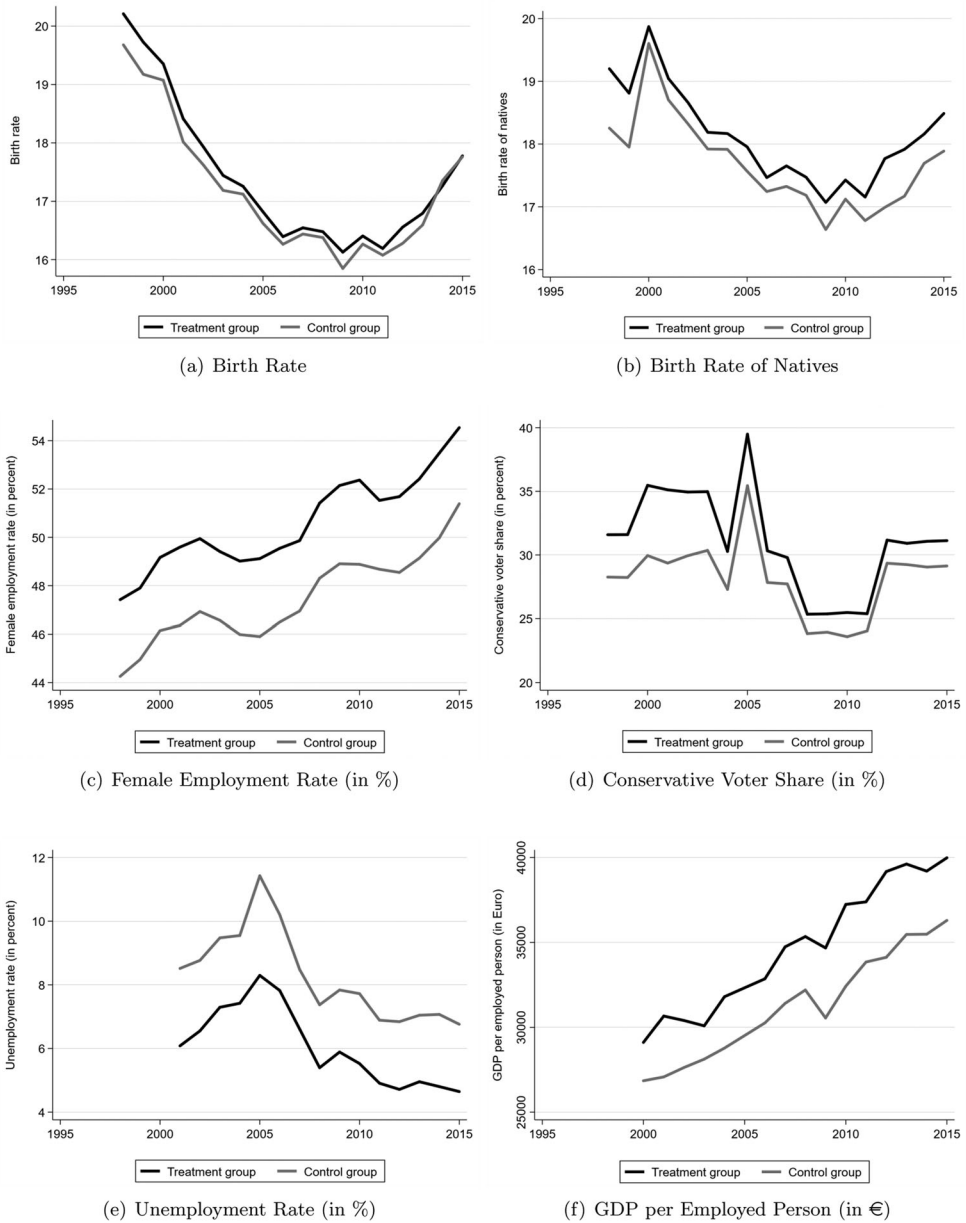 Birth rate
20
19
18
17
16
1995 2000 2005 2010 2015
Treatment group Control group
(a) Birth Rate
Birth rate of natives
20
19
18
17
16
1995 2000 2005 2010 2015
Treatment group Control group
(b) Birth Rate of Natives
Female employment rate (in percent)
54
52
50
48
46
44
1995 2000 2005 2010 2015
Treatment group Control group
(c) Female Employment Rate (in %)
Conservative voter share (in percent)
40
35
30
25
20
1995 2000 2005 2010 2015
Treatment group Control group
(d) Conservative Voter Share (in %)
Unemployment rate (in percent)
12
10
8
6
4
1995 2000 2005 2010 2015
Treatment group Control group
(e) Unemployment Rate (in %)
GDP per employed person (in Euro)
40000
35000
30000
25000
1995 2000 2005 2010 2015
Treatment group Control group
(f) GDP per Employed Person (in €)